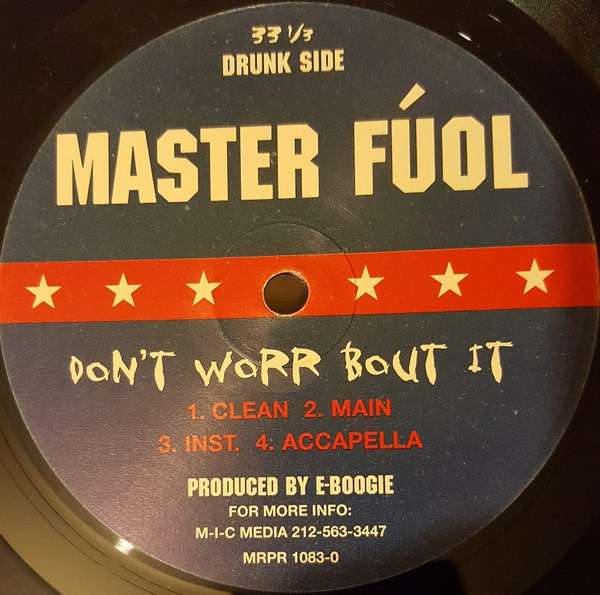 33 1/3
DRUNK SIDE
MASTER FÚOL
DON'T WORR BOUT IT
1. CLEAN 2. MAIN
3. INST. 4. ACCAPELLA
PRODUCED BY E-BOOGIE
FOR MORE INFO:
M-I-C MEDIA 212-563-3447
MRPR 1083-0